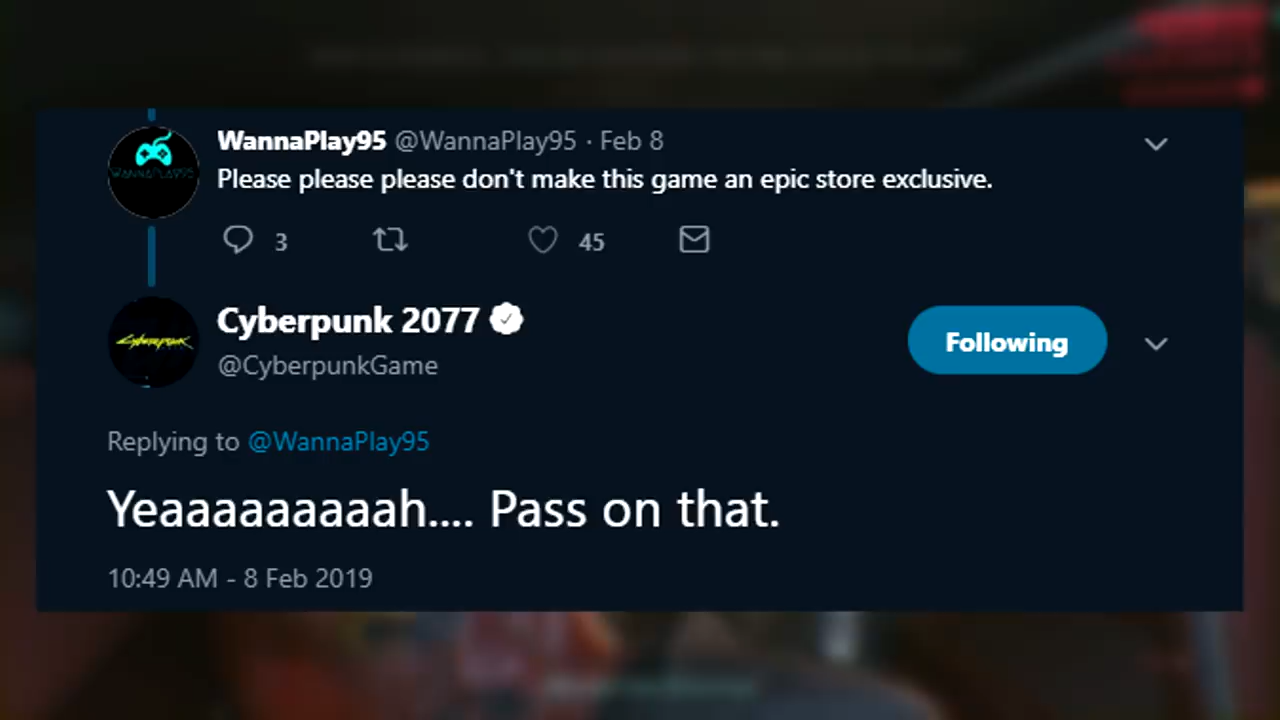 WannaPlay95 @WannaPlay95 · Feb 8
Please please please don't make this game an epic store exclusive.
3 45
Cyberpunk 2077
@CyberpunkGame
Following
Replying to @WannaPlay95
Yeaaaaaaaaaah.... Pass on that.
10:49 AM - 8 Feb 2019